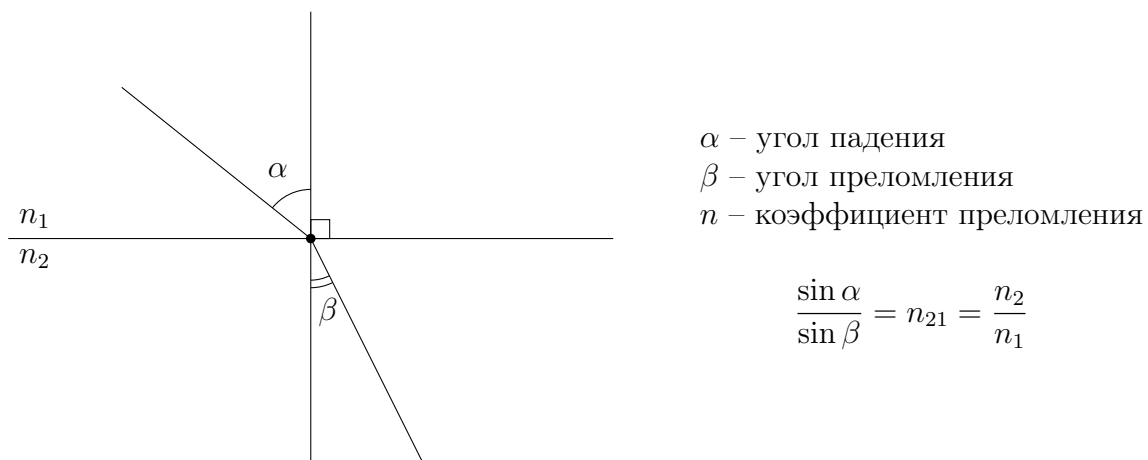 α
n₁
n₂
β
α – угол падения
β – угол преломления
n – коэффициент преломления
sin α / sin β = n₂₁ = n₂ / n₁